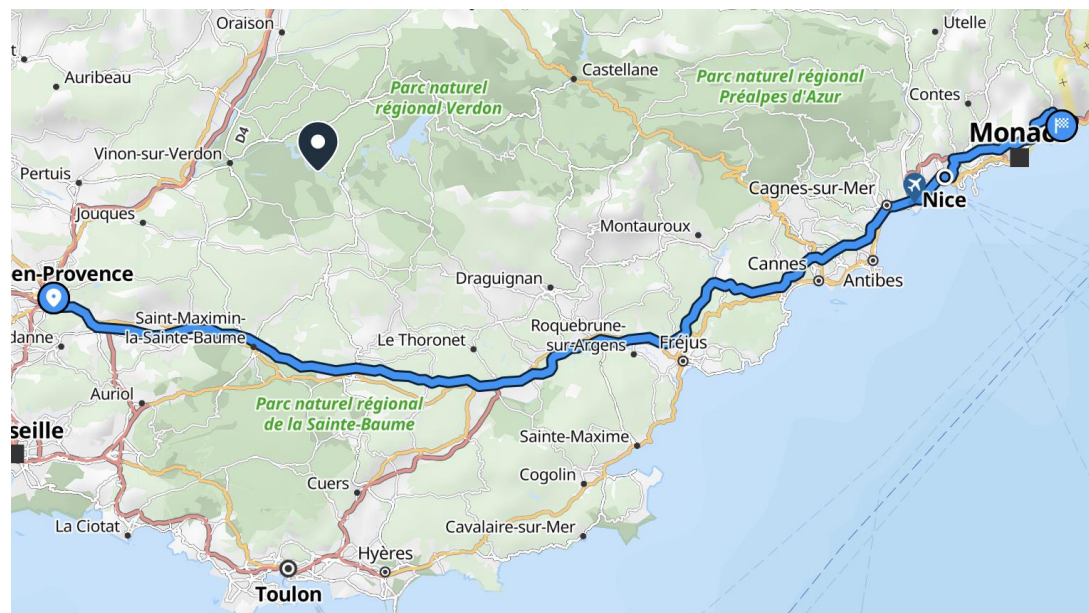 Oraison
Utelle
Auribeau
Castellane
Parc naturel
régional Verdon
Parc naturel régional
Préalpes d'Azur
Contes
D4
Vinon-sur-Verdon
Monac
Pertuis
Cagnes-sur-Mer
Nice
Jouques
Montauroux
en-Provence
Draguignan
Cannes
Antibes
Saint-Maximin-
la-Sainte-Baume
Roquebrune-
sur-Argens
Le Thoronet
Fréjus
danne
Auriol
Parc naturel régional
de la Sainte-Baume
seille
Sainte-Maxime
Cuers
Cogolin
La Ciotat
Cavalaire-sur-Mer
Hyères
Toulon